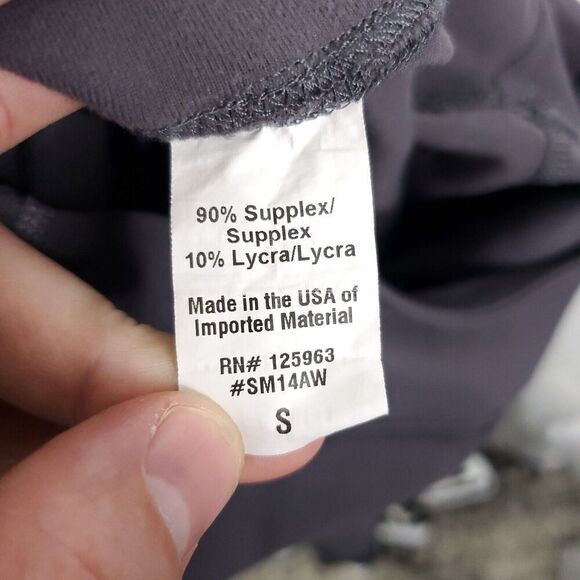 90% Supplex/
Supplex
10% Lycra/Lycra
Made in the USA of
Imported Material
RN# 125963
#SM14AW
S